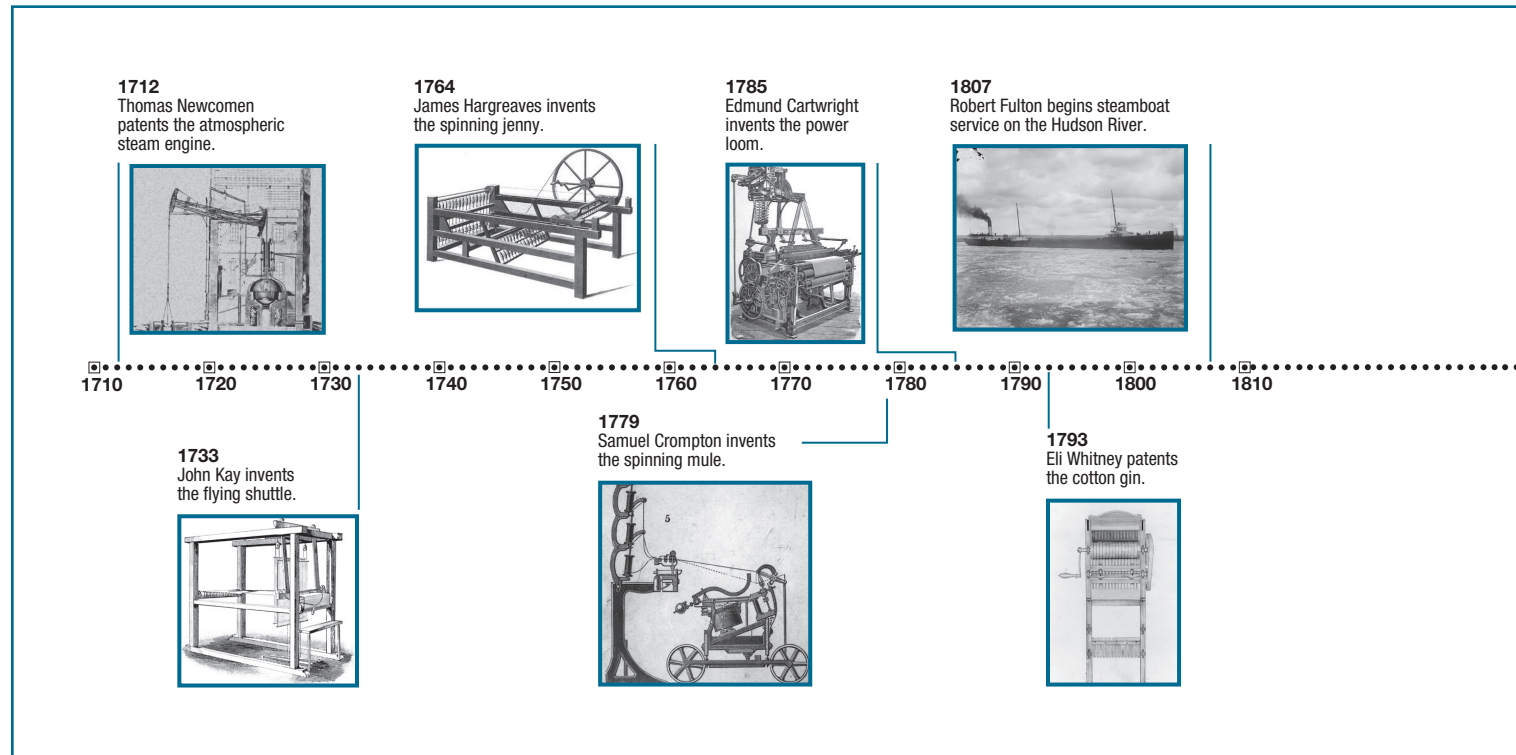 1712
Thomas Newcomen
patents the atmospheric
steam engine.
1764
James Hargreaves invents
the spinning jenny.
1785
Edmund Cartwright
invents the power
loom.
1807
Robert Fulton begins steamboat
service on the Hudson River.
1710 1720 1730 1740 1750 1760 1770 1780 1790 1800 1810
1733
John Kay invents
the flying shuttle.
1779
Samuel Crompton invents
the spinning mule.
5
1793
Eli Whitney patents
the cotton gin.